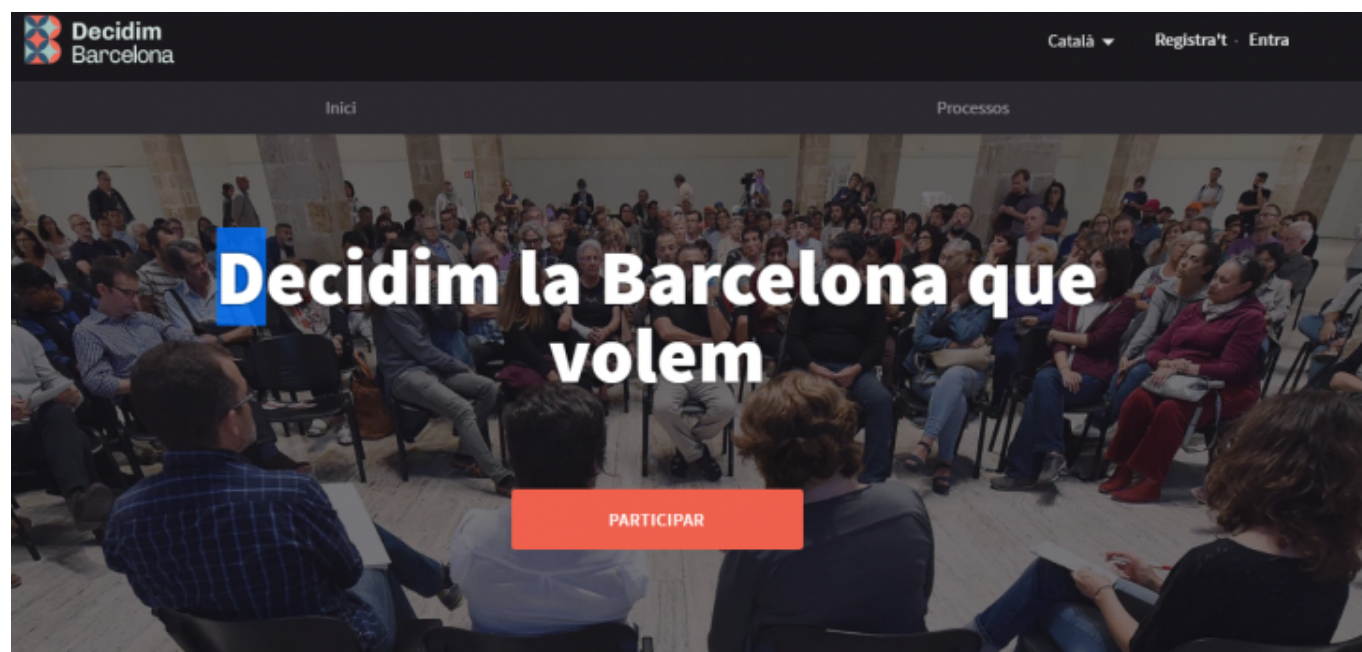 Decidim
Barcelona
Català
Registra't - Entra
Inici
Processos
Decidim la Barcelona que
volem
PARTICIPAR